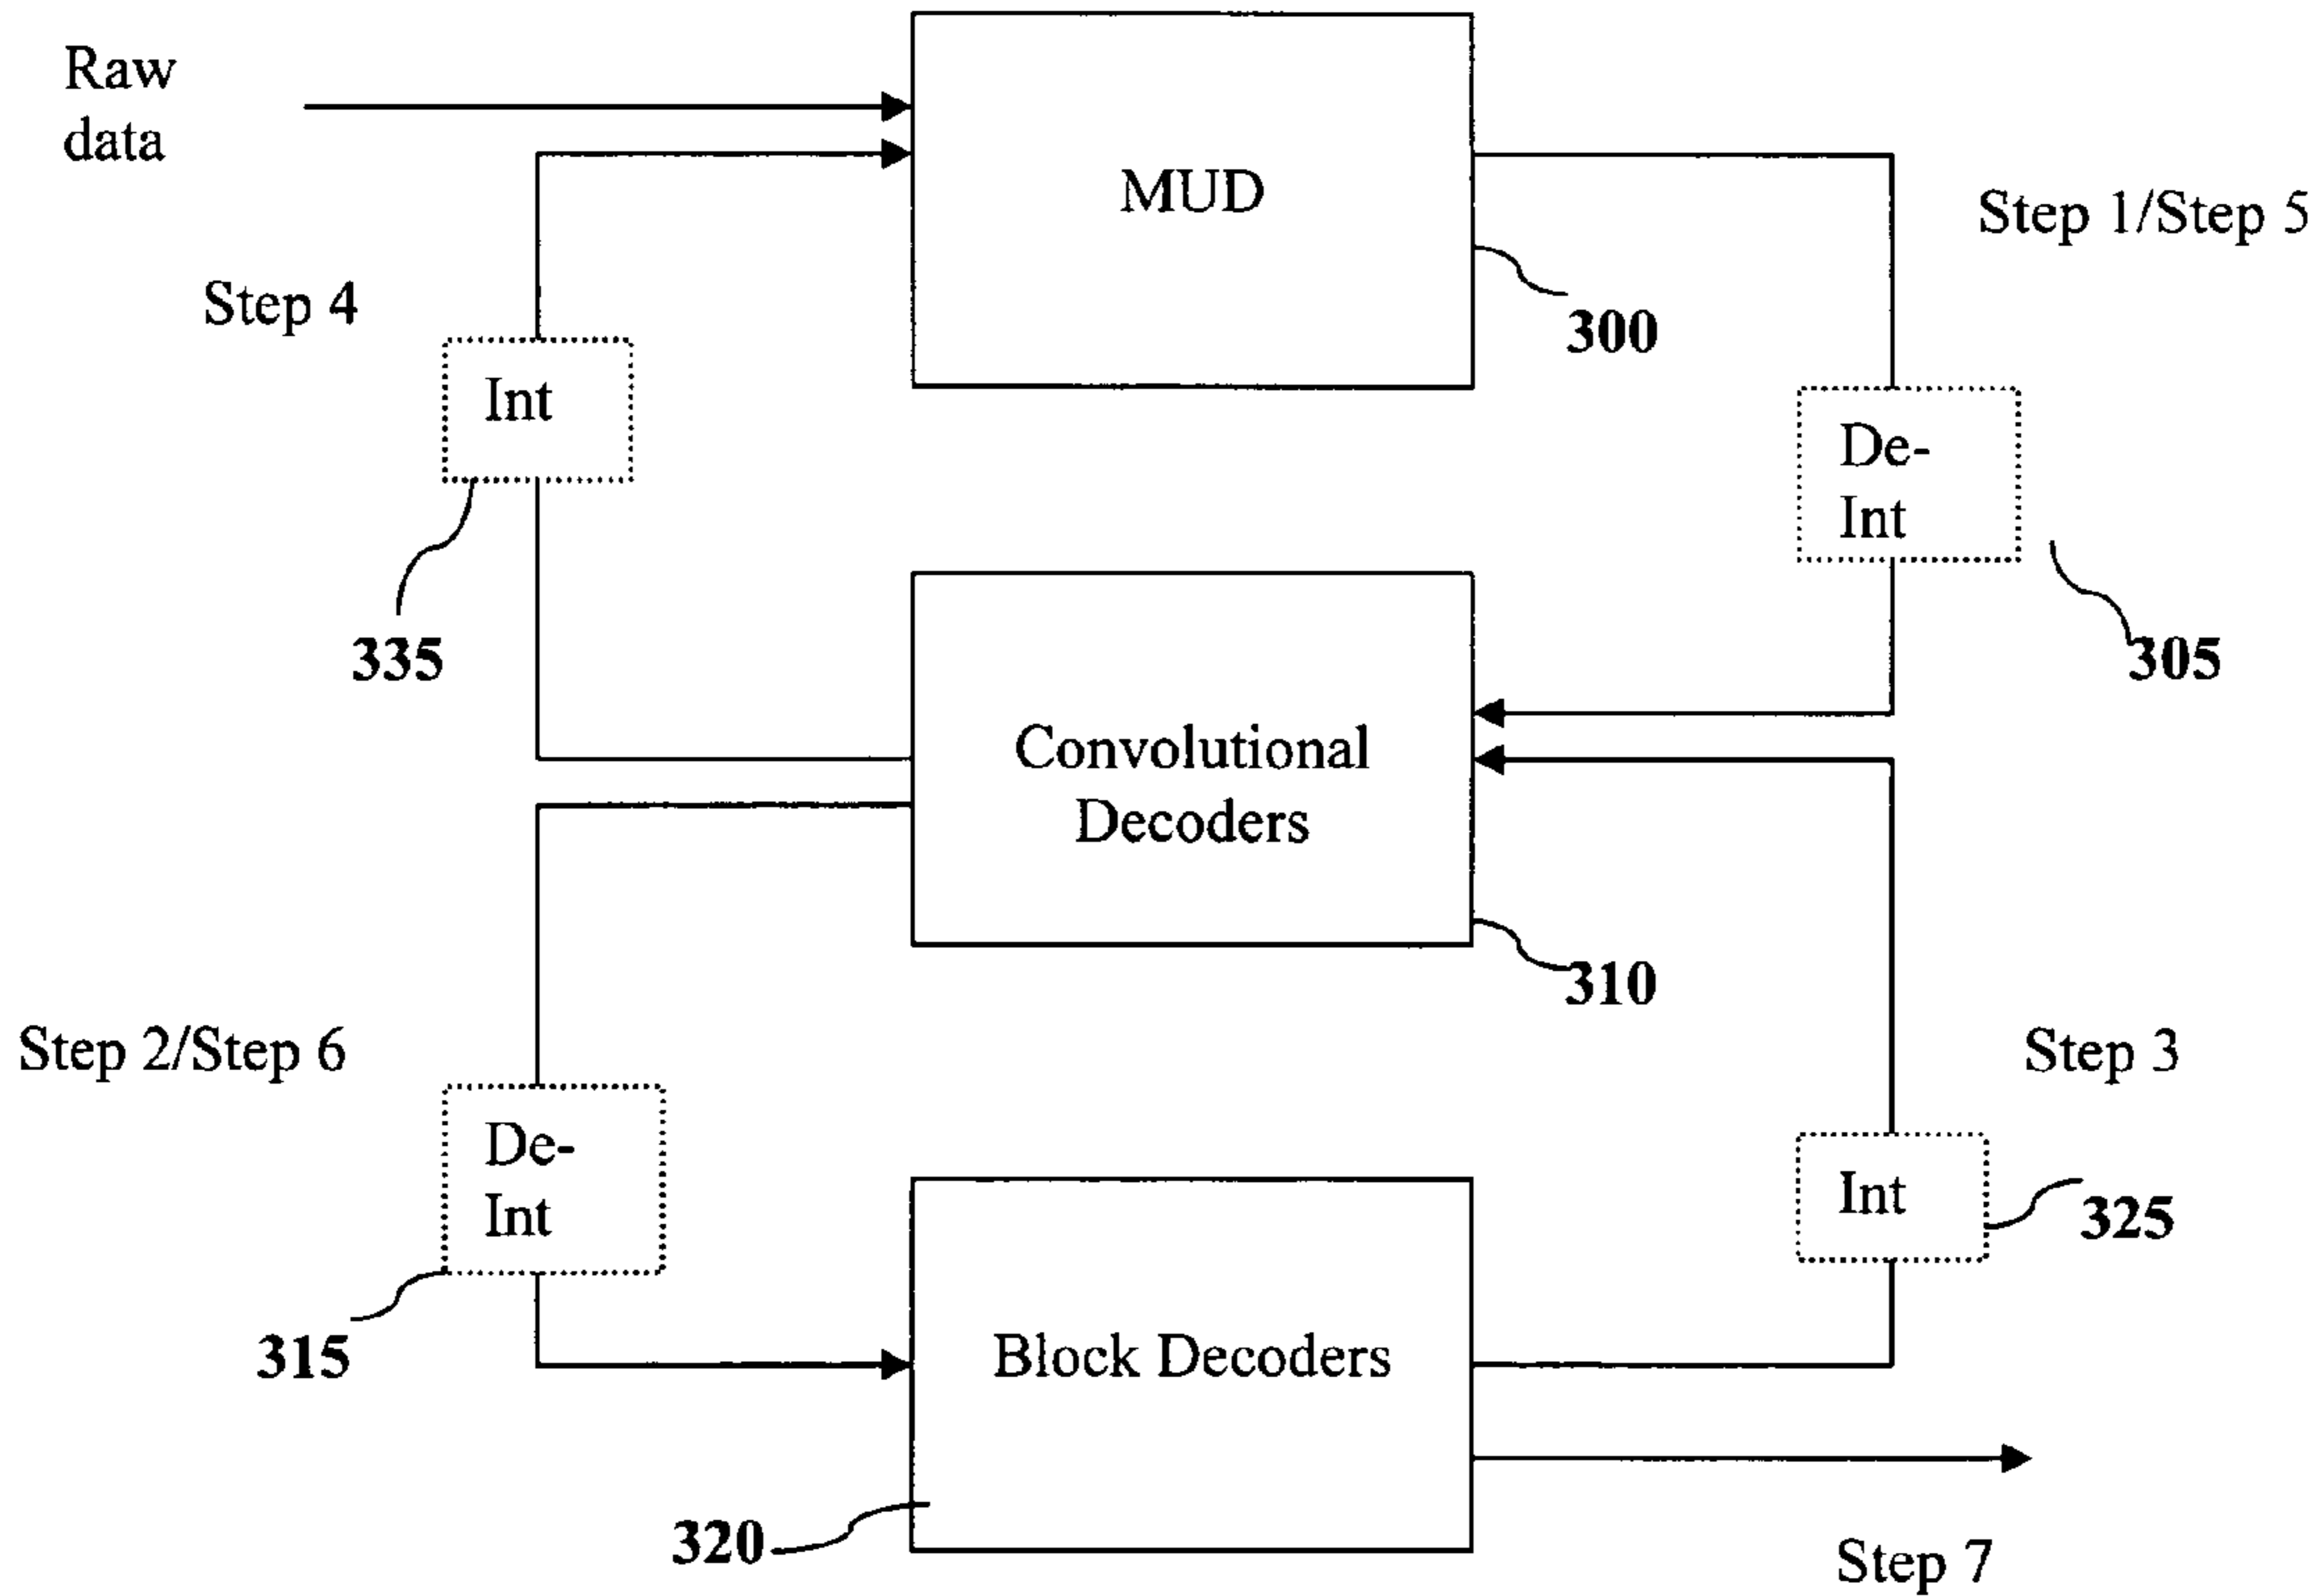 Raw
data
MUD
Step 1/Step 5
Step 4
300
Int
De-
Int
335
305
Convolutional
Decoders
310
Step 2/Step 6
Step 3
De-
Int
Int
325
315
Block Decoders
320
Step 7